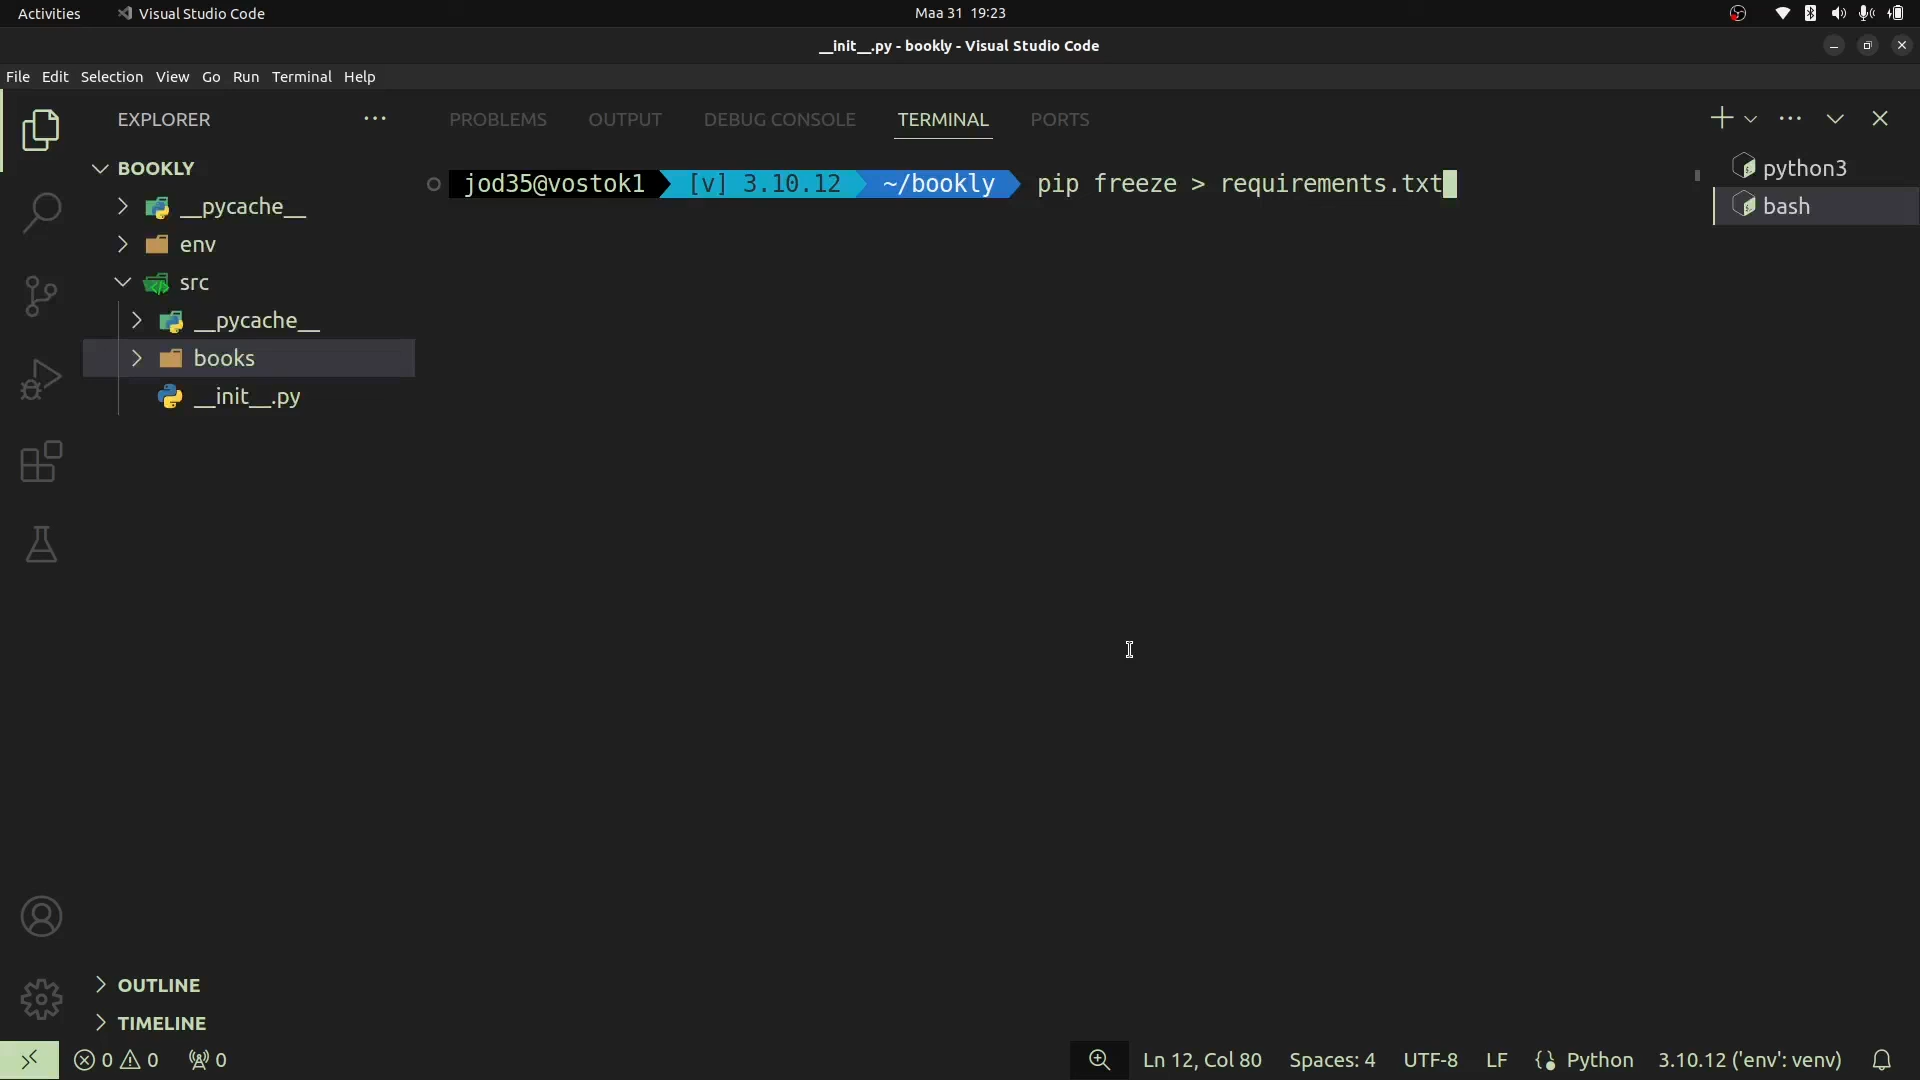 Activities Visual Studio Code Maa 31 19:23
__init__.py - bookly - Visual Studio Code
File Edit Selection View Go Run Terminal Help
EXPLORER
BOOKLY
__pycache__
env
src
__pycache__
books
__init__.py
OUTLINE
TIMELINE
PROBLEMS OUTPUT DEBUG CONSOLE TERMINAL PORTS
jod35@vostok1 [v] 3.10.12 ~/bookly pip freeze > requirements.txt
python3
bash
0 0 0 Ln 12, Col 80 Spaces: 4 UTF-8 LF Python 3.10.12 ('env': venv)